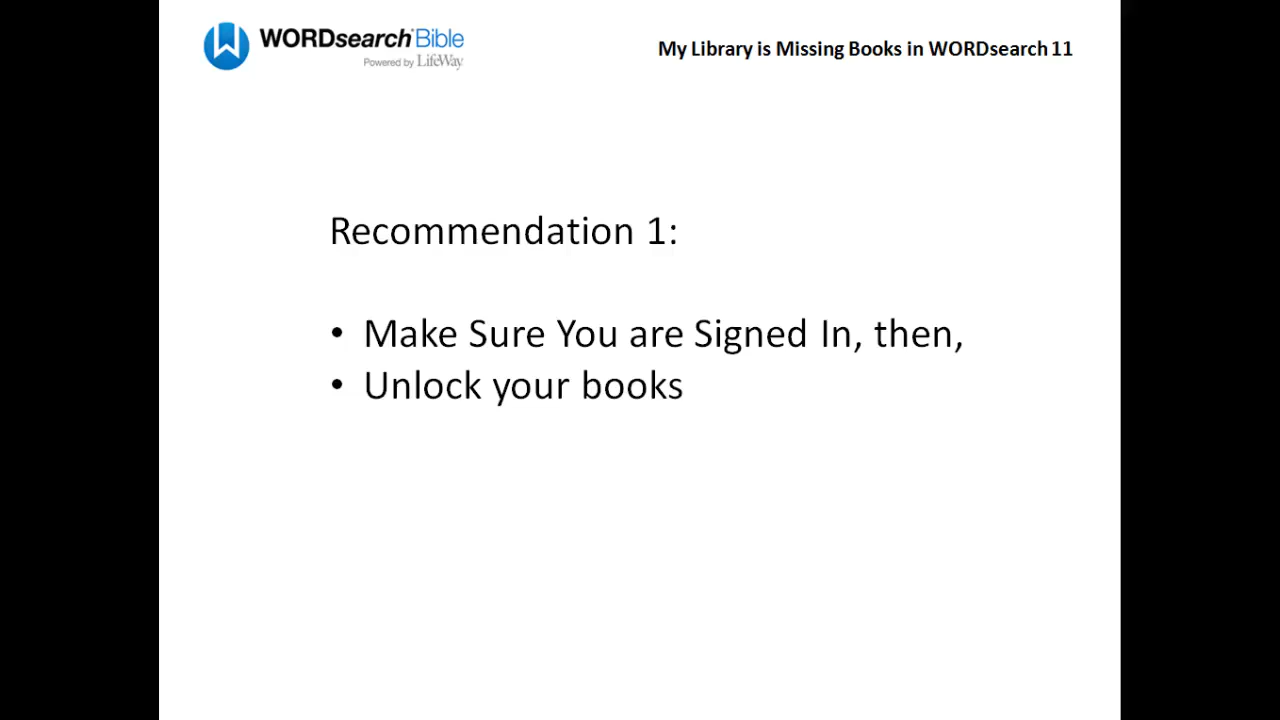 WORDsearch Bible
Powered by LifeWay
My Library is Missing Books in WORDsearch 11
Recommendation 1:
• Make Sure You are Signed In, then,
• Unlock your books